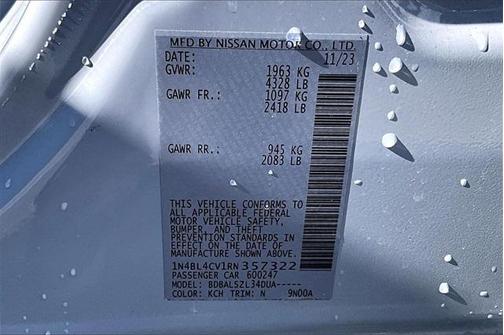 MFD BY NISSAN MOTOR CO., LTD.
DATE: 11/23
GVWR: 1963 KG
4328 LB
GAWR FR.: 1097 KG
2418 LB
GAWR RR.: 945 KG
2083 LB
THIS VEHICLE CONFORMS TO
ALL APPLICABLE FEDERAL
MOTOR VEHICLE SAFETY,
BUMPER, AND THEFT
PREVENTION STANDARDS IN
EFFECT ON THE DATE OF
MANUFACTURE SHOWN ABOVE.
1N4BL4CV1RN357322
PASSENGER CAR 600247
MODEL: BDBALSZL34DUA-----
COLOR: KCH TRIM: N 9N00A